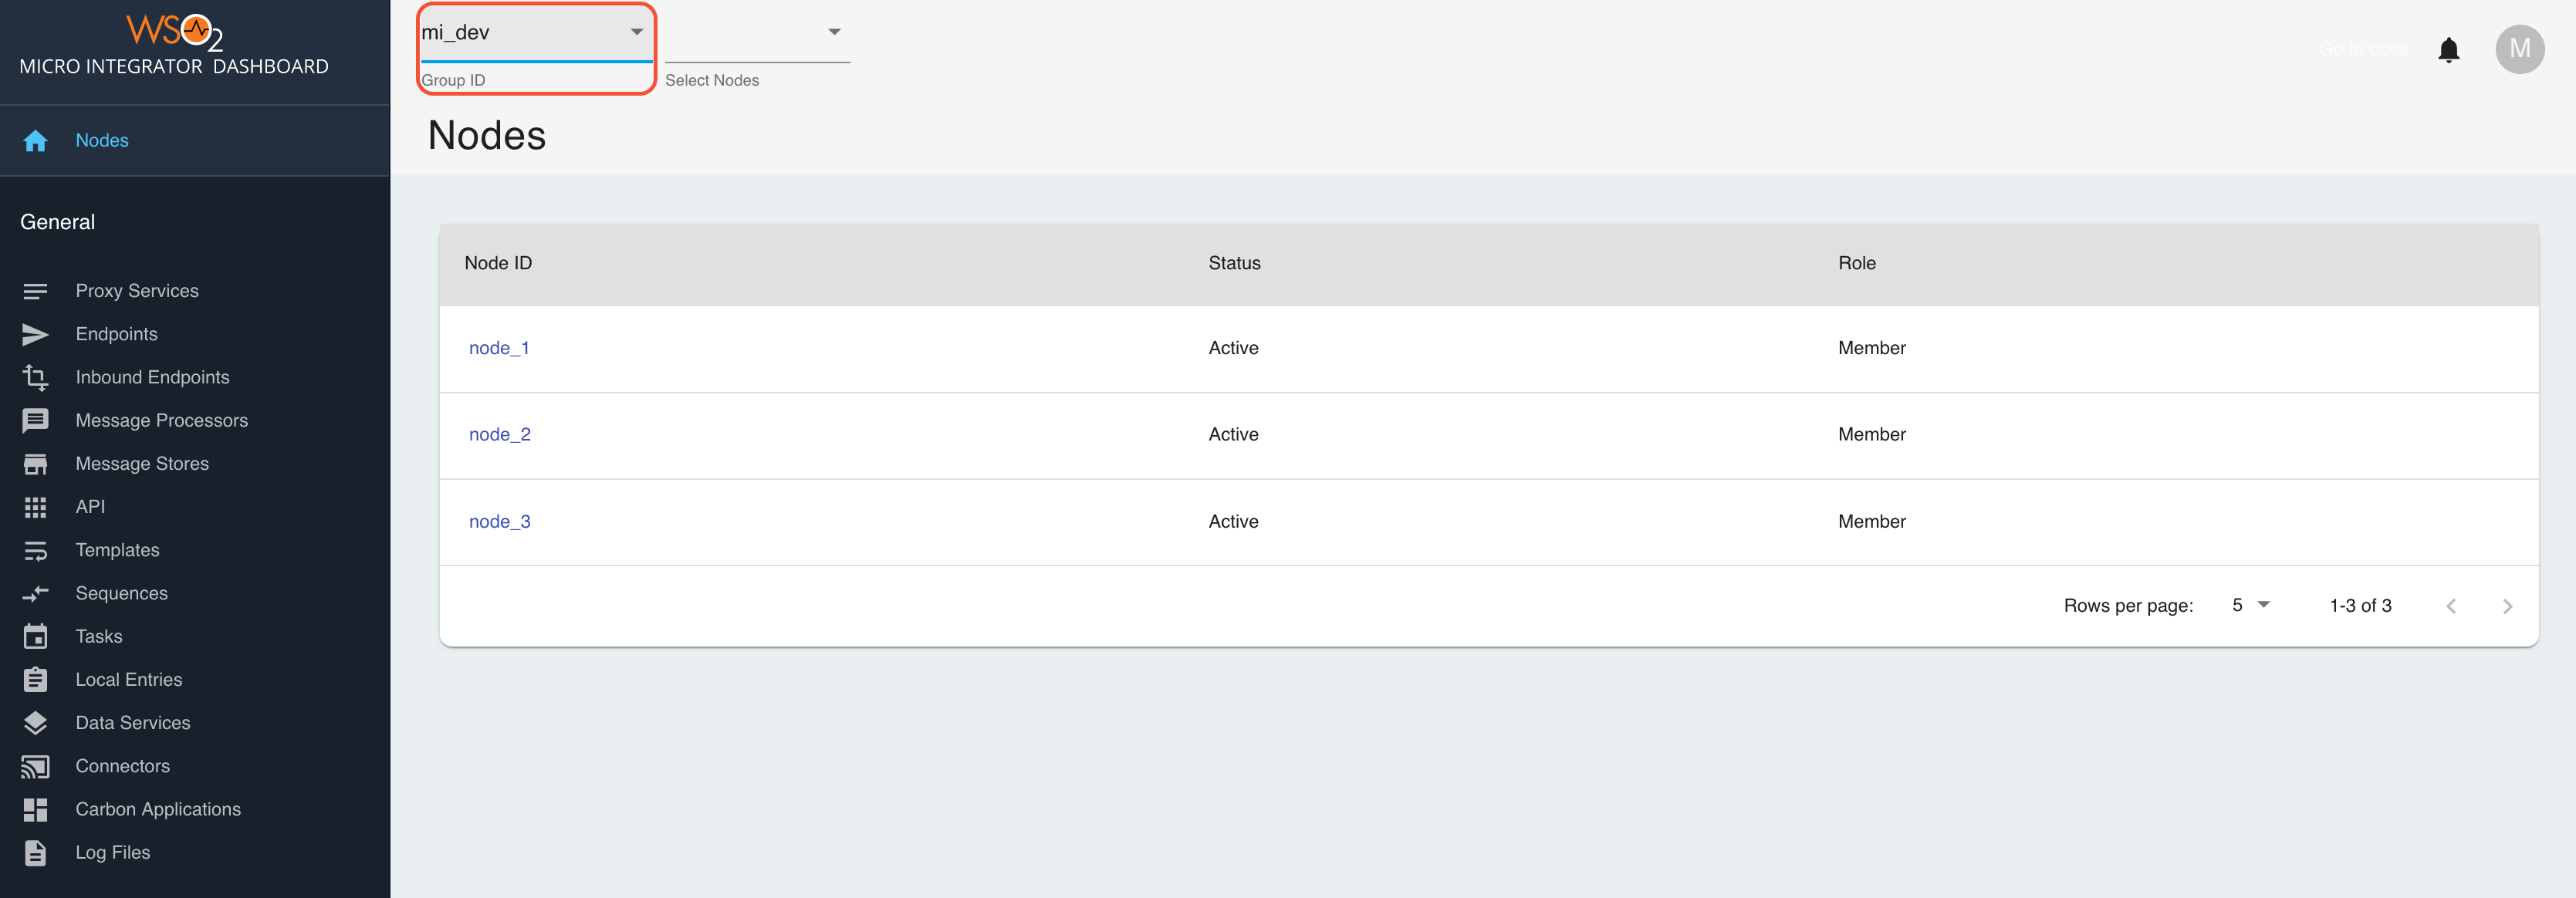 WSO2
MICRO INTEGRATOR DASHBOARD
mi_dev
Group ID
Select Nodes
Go to docs
M
Nodes
Nodes
General
Proxy Services
Endpoints
Inbound Endpoints
Message Processors
Message Stores
API
Templates
Sequences
Tasks
Local Entries
Data Services
Connectors
Carbon Applications
Log Files
Node ID Status Role
node_1 Active Member
node_2 Active Member
node_3 Active Member
Rows per page: 5 1-3 of 3